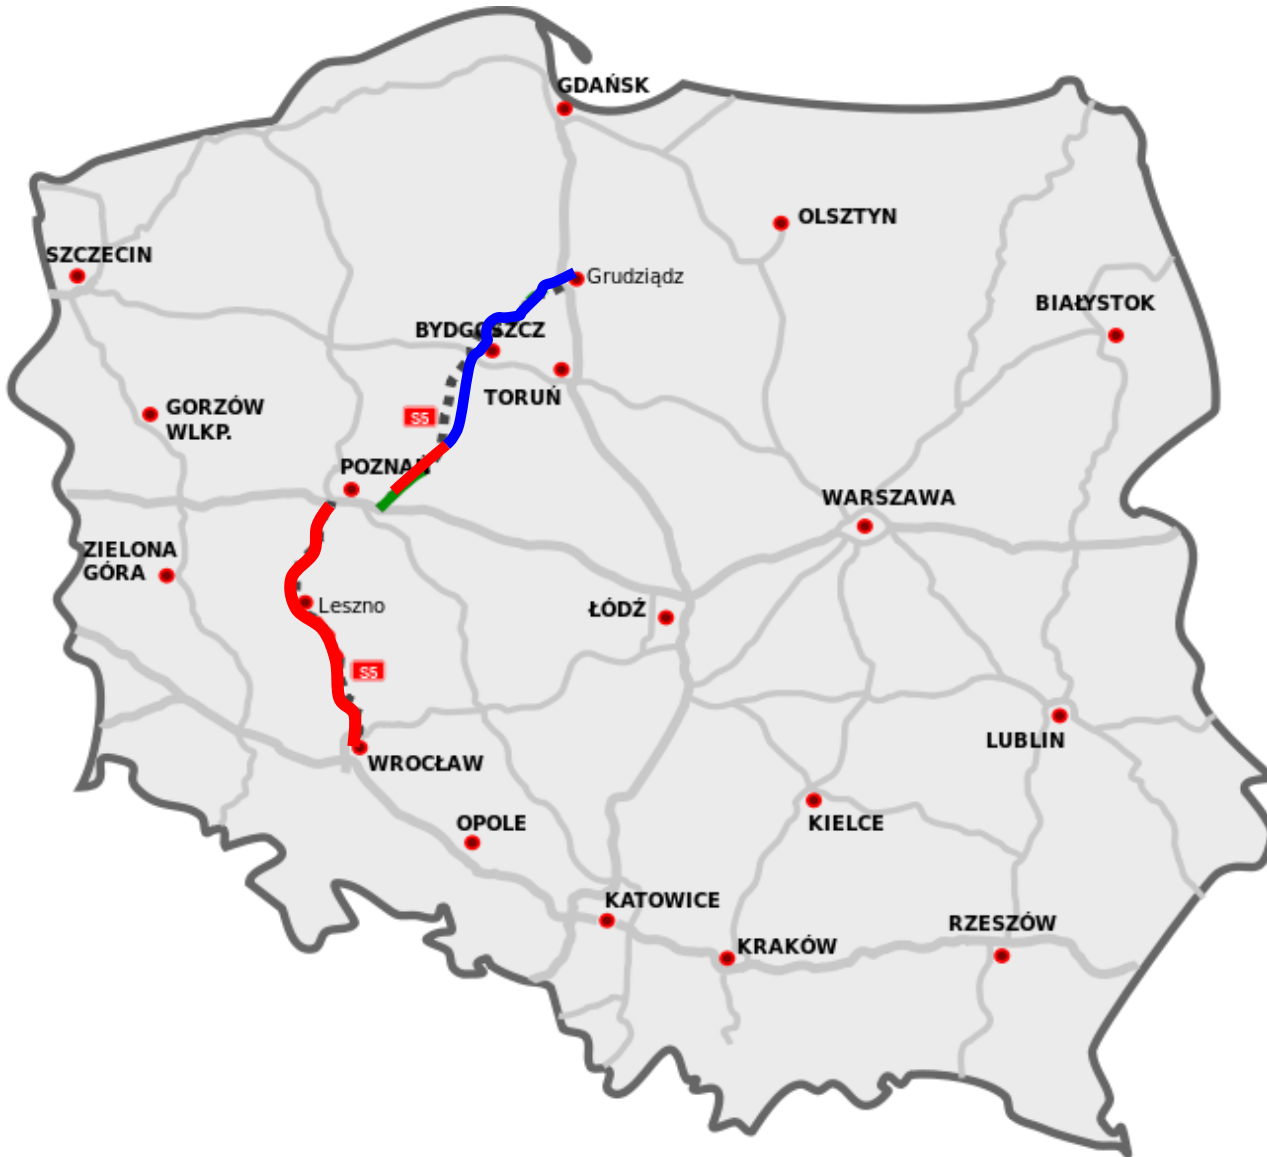 GDAŃSK
OLSZTYN
SZCZECIN
Grudziądz
BIAŁYSTOK
BYDGOSZCZ
TORUŃ
GORZÓW
WLKP.
S5
POZNAŃ
WARSZAWA
ZIELONA
GÓRA
Leszno
ŁÓDŹ
S5
LUBLIN
WROCŁAW
OPOLE
KIELCE
KATOWICE
RZESZÓW
KRAKÓW